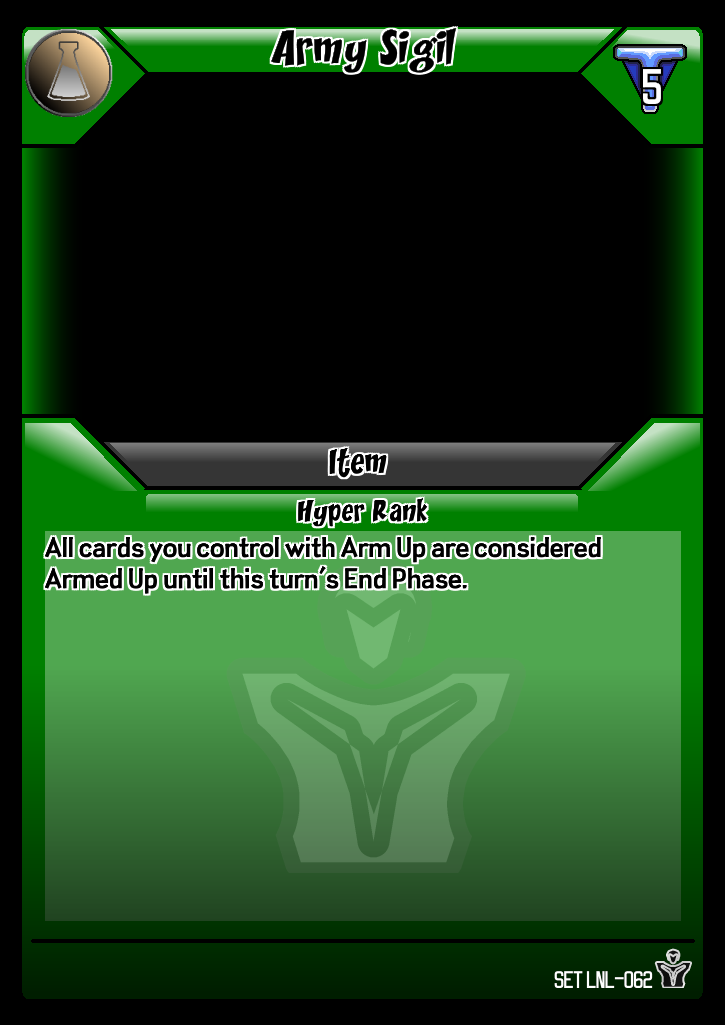 Army Sigil
5
Item
Hyper Rank
All cards you control with Arm Up are considered
Armed Up until this turn's End Phase.
SET LNL-062